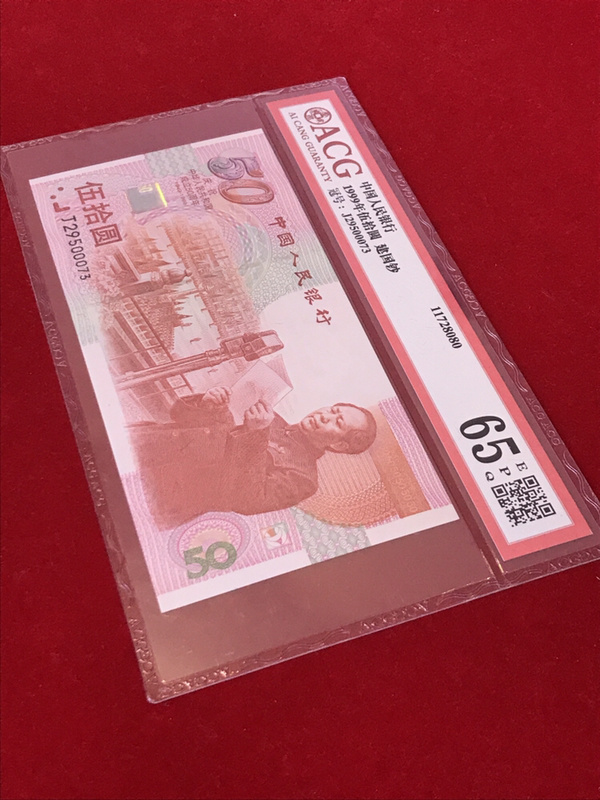 ACG
AI CANG GUARANTY
中国人民银行
1999年伍拾圆 建国钞
冠号: J29500073
11728080
65
E
P
Q
50
中国人民银行
伍拾圆
J29500073
50